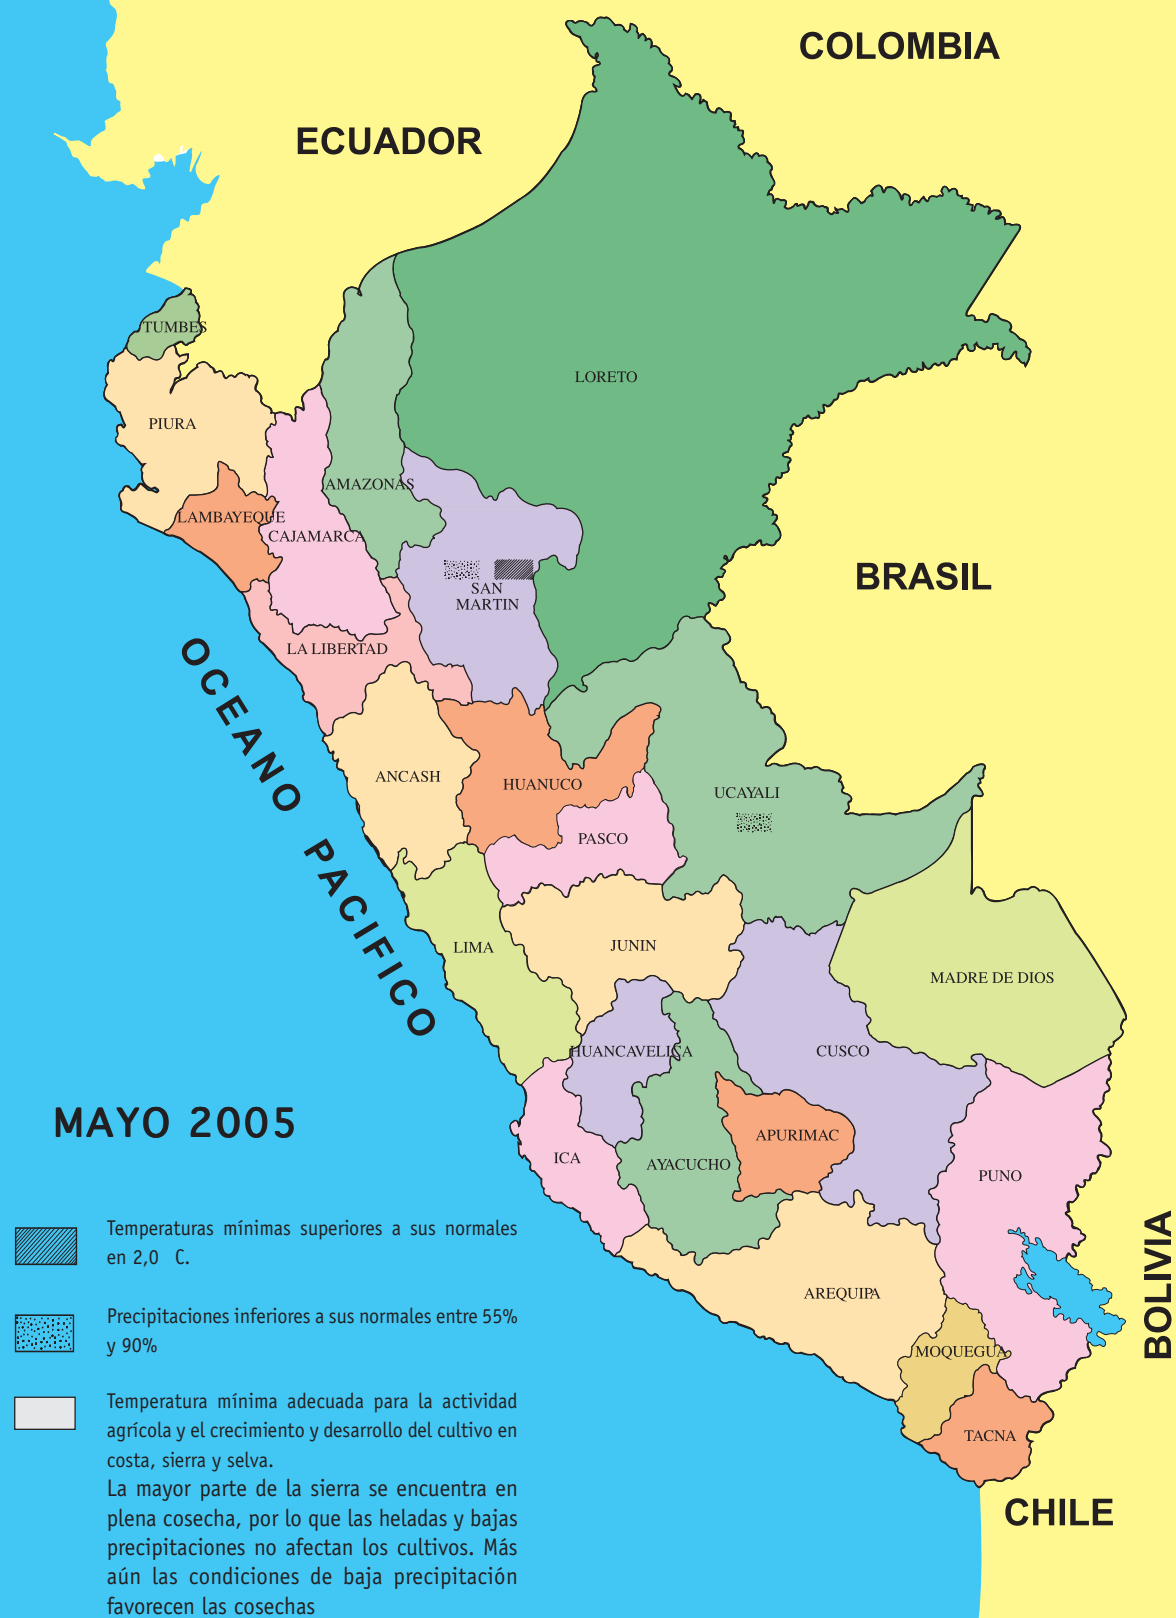 COLOMBIA
ECUADOR
TUMBES
LORETO
PIURA
AMAZONAS
LAMBAYEQUE
CAJAMARCA
BRASIL
SAN
MARTIN
LA LIBERTAD
OCEANO PACIFICO
ANCASH
HUANUCO
UCAYALI
PASCO
LIMA
JUNIN
MADRE DE DIOS
HUANCAVELICA
CUSCO
MAYO 2005
APURIMAC
ICA
AYACUCHO
PUNO
BOLIVIA
AREQUIPA
MOQUEGUA
TACNA
CHILE
Temperaturas mínimas superiores a sus normales
en 2,0 C.
Precipitaciones inferiores a sus normales entre 55%
y 90%
Temperatura mínima adecuada para la actividad
agrícola y el crecimiento y desarrollo del cultivo en
costa, sierra y selva.
La mayor parte de la sierra se encuentra en
plena cosecha, por lo que las heladas y bajas
precipitaciones no afectan los cultivos. Más
aún las condiciones de baja precipitación
favorecen las cosechas